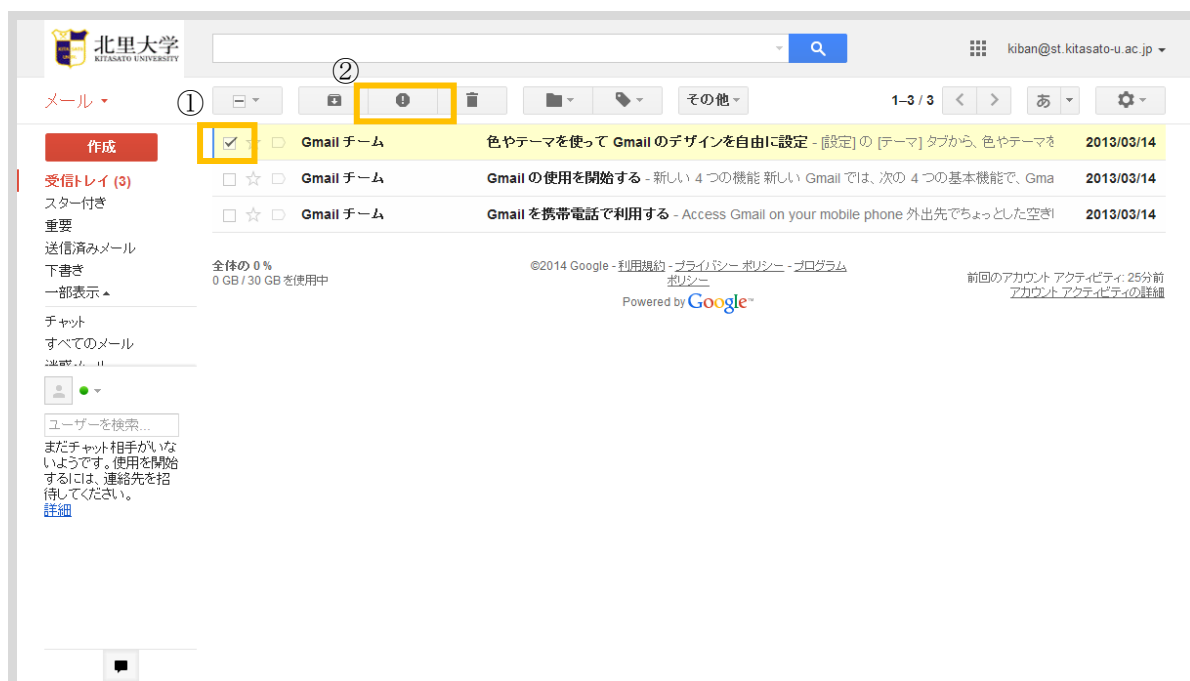 北里大学
KITASATO UNIVERSITY
kiban@st.kitasato-u.ac.jp
②
メール
①
その他
1–3 / 3
あ
作成
Gmail チーム
色やテーマを使って Gmail のデザインを自由に設定 - [設定] の [テーマ] タブから、色やテーマを
2013/03/14
受信トレイ (3)
Gmail チーム
Gmail の使用を開始する - 新しい 4 つの機能 新しい Gmail では、次の 4 つの基本機能で、Gma
2013/03/14
スター付き
重要
Gmail チーム
Gmail を携帯電話で利用する - Access Gmail on your mobile phone 外出先でちょっとした空き
2013/03/14
送信済みメール
下書き
一部表示
チャット
すべてのメール
迷惑メール
全体の 0 %
0 GB / 30 GB を使用中
©2014 Google - 利用規約 - プライバシー ポリシー - プログラム
ポリシー
Powered by Google™
前回のアカウント アクティビティ: 25分前
アカウント アクティビティの詳細
ユーザーを検索...
まだチャット相手がいな
いようです。使用を開始
するには、連絡先を招
待してください。
詳細